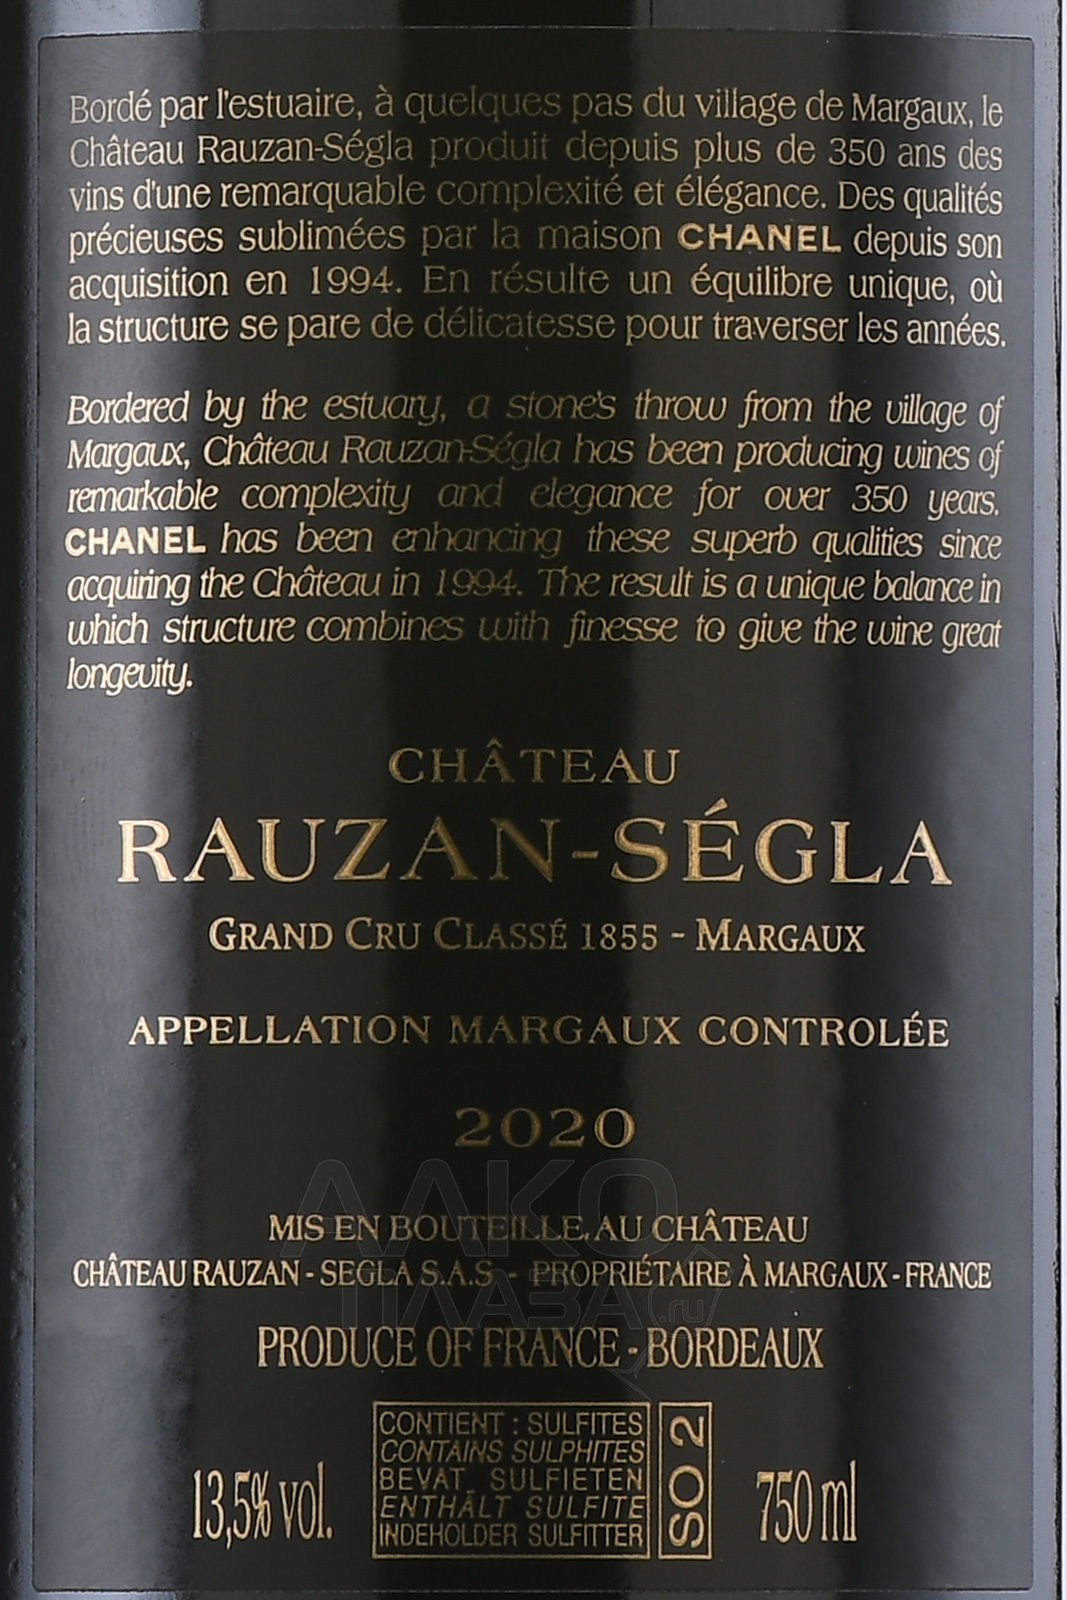 Bordé par l'estuaire, à quelques pas du village de Margaux, le
Château Rauzan-Ségla produit depuis plus de 350 ans des
vins d'une remarquable complexité et élégance. Des qualités
précieuses sublimées par la maison CHANEL depuis son
acquisition en 1994. En résulte un équilibre unique, où
la structure se pare de délicatesse pour traverser les années.
Bordered by the estuary, a stone's throw from the village of
Margaux, Château Rauzan-Ségla has been producing wines of
remarkable complexity and elegance for over 350 years.
CHANEL has been enhancing these superb qualities since
acquiring the Château in 1994. The result is a unique balance in
which structure combines with finesse to give the wine great
longevity.
CHÂTEAU
RAUZAN-SÉGLA
GRAND CRU CLASSÉ 1855 - MARGAUX
APPELLATION MARGAUX CONTROLÉE
2020
АЛКО
ПЛАЗА.ru
MIS EN BOUTEILLE AU CHÂTEAU
CHÂTEAU RAUZAN - SEGLA S.A.S - PROPRIÉTAIRE À MARGAUX - FRANCE
PRODUCE OF FRANCE - BORDEAUX
CONTIENT : SULFITES
CONTAINS SULPHITES
BEVAT SULFIETEN
ENTHÄLT SULFITE
INDEHOLDER SULFITTER
SO 2
13,5% vol.
750 ml